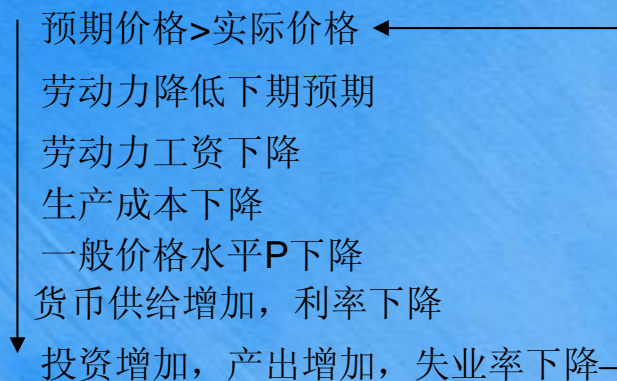 预期价格>实际价格
劳动力降低下期预期
劳动力工资下降
生产成本下降
一般价格水平P下降
货币供给增加，利率下降
投资增加，产出增加，失业率下降